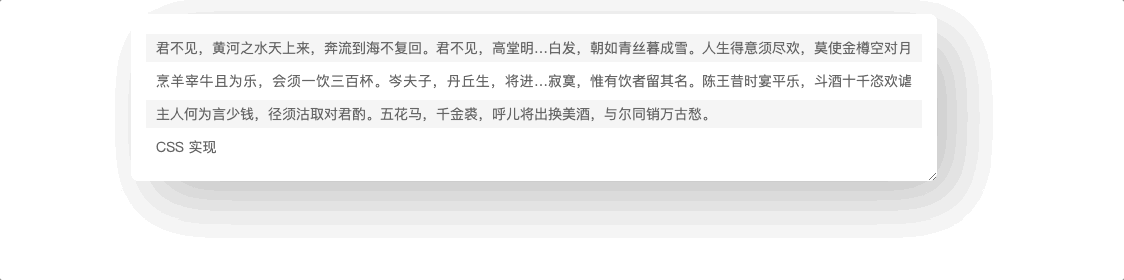 君不见，黄河之水天上来，奔流到海不复回。君不见，高堂明...白发，朝如青丝暮成雪。人生得意须尽欢，莫使金樽空对月
烹羊宰牛且为乐，会须一饮三百杯。岑夫子，丹丘生，将进...寂寞，惟有饮者留其名。陈王昔时宴平乐，斗酒十千恣欢谑
主人何为言少钱，径须沽取对君酌。五花马，千金裘，呼儿将出换美酒，与尔同销万古愁。
CSS 实现